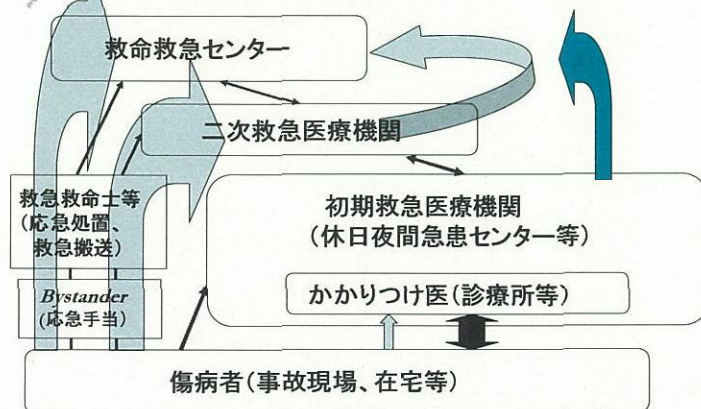 救命救急センター
二次救急医療機関
救急救命士等
(応急処置、
救急搬送)
初期救急医療機関
(休日夜間急患センター等)
Bystander
(応急手当)
かかりつけ医(診療所等)
傷病者(事故現場、在宅等)